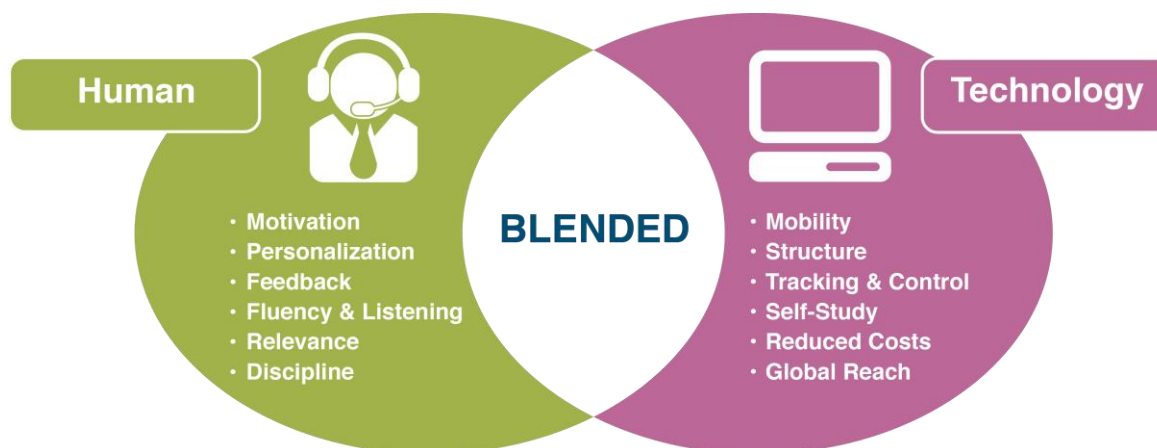 Human
Technology
BLENDED
• Motivation
• Personalization
• Feedback
• Fluency & Listening
• Relevance
• Discipline
• Mobility
• Structure
• Tracking & Control
• Self-Study
• Reduced Costs
• Global Reach